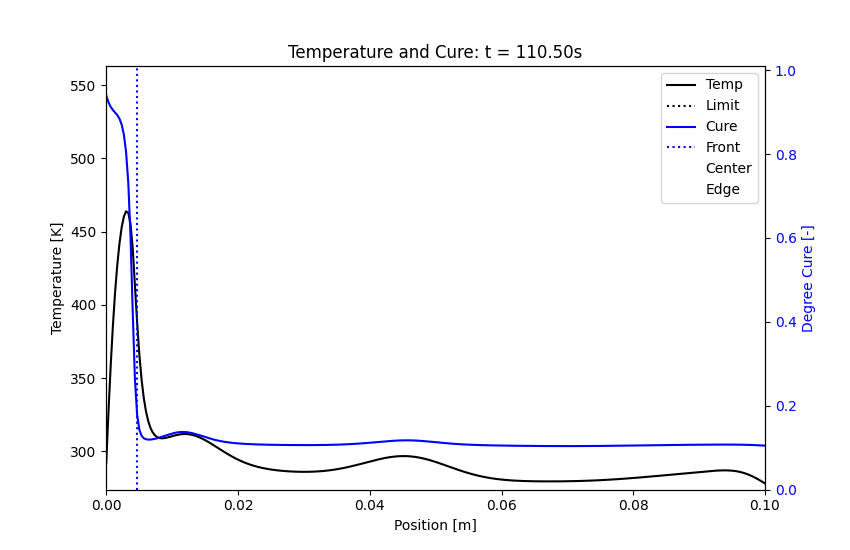 Temperature and Cure: t = 110.50s
Temperature [K]
550
500
450
400
350
300
Temp
Limit
Cure
Front
Center
Edge
1.0
0.8
0.6
0.4
0.2
0.0
Degree Cure [-]
0.00
0.02
0.04
0.06
0.08
0.10
Position [m]